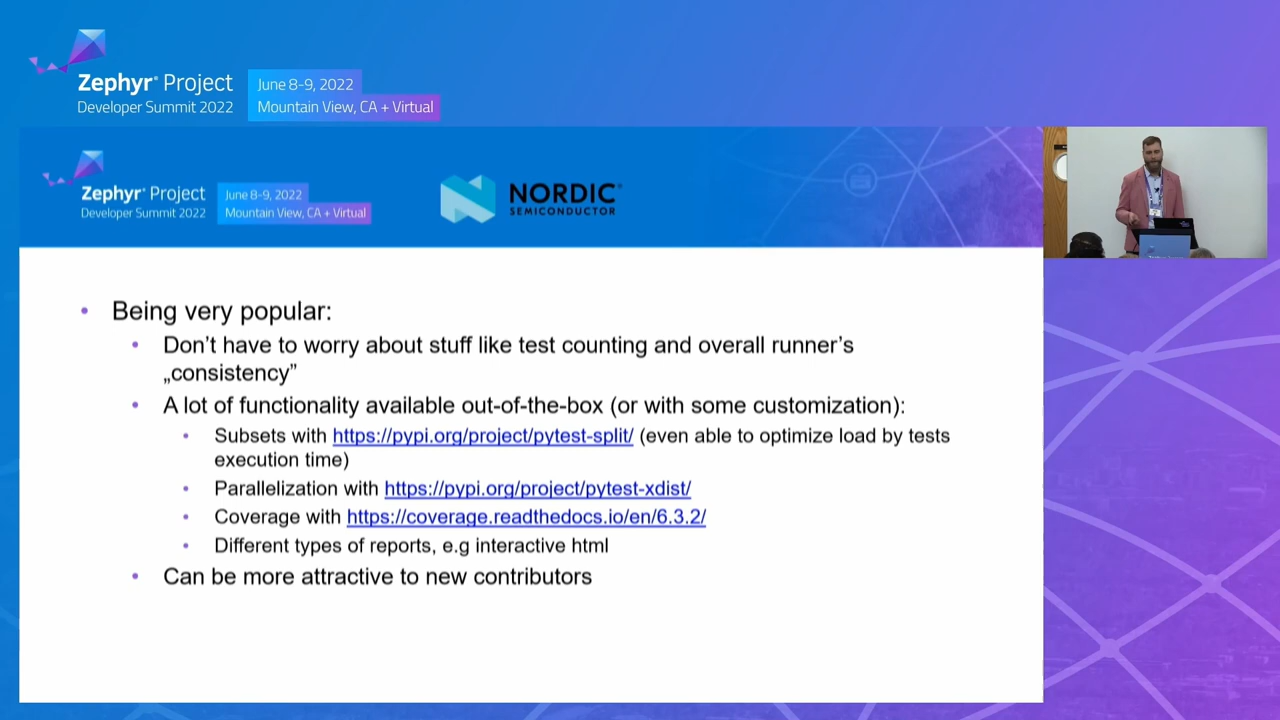 Zephyr® Project
Developer Summit 2022
June 8-9, 2022
Mountain View, CA + Virtual
Zephyr® Project
Developer Summit 2022
June 8-9, 2022
Mountain View, CA + Virtual
NORDIC®
SEMICONDUCTOR
• Being very popular:
• Don't have to worry about stuff like test counting and overall runner's
„consistency”
• A lot of functionality available out-of-the-box (or with some customization):
• Subsets with https://pypi.org/project/pytest-split/ (even able to optimize load by tests
execution time)
• Parallelization with https://pypi.org/project/pytest-xdist/
• Coverage with https://coverage.readthedocs.io/en/6.3.2/
• Different types of reports, e.g interactive html
• Can be more attractive to new contributors